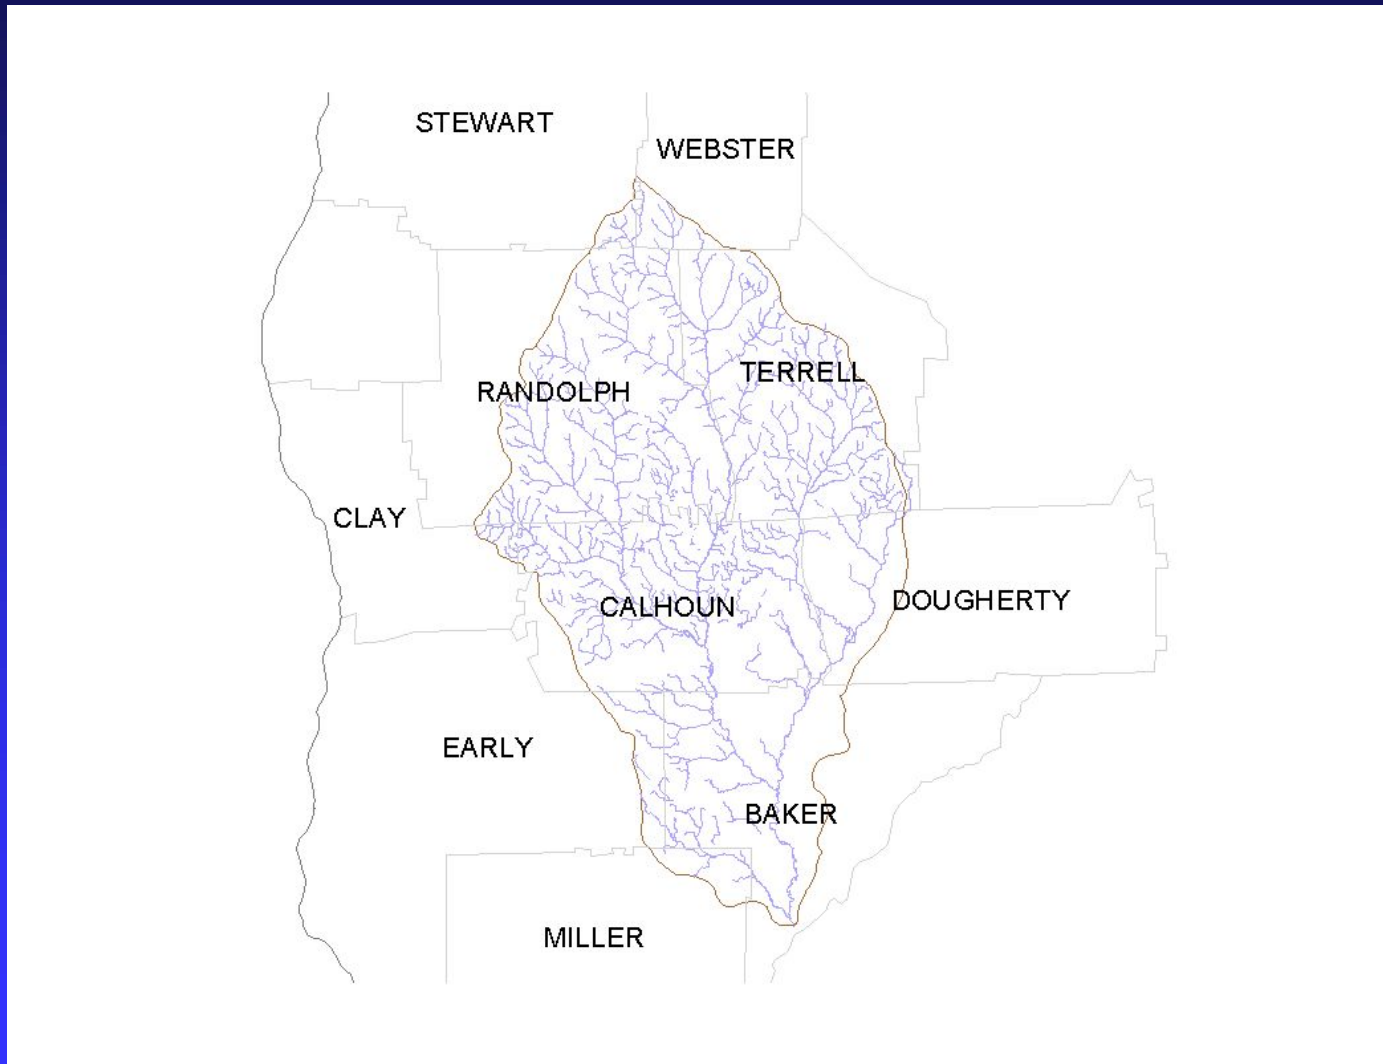 STEWART
WEBSTER
TERRELL
RANDOLPH
CLAY
DOUGHERTY
CALHOUN
EARLY
BAKER
MILLER